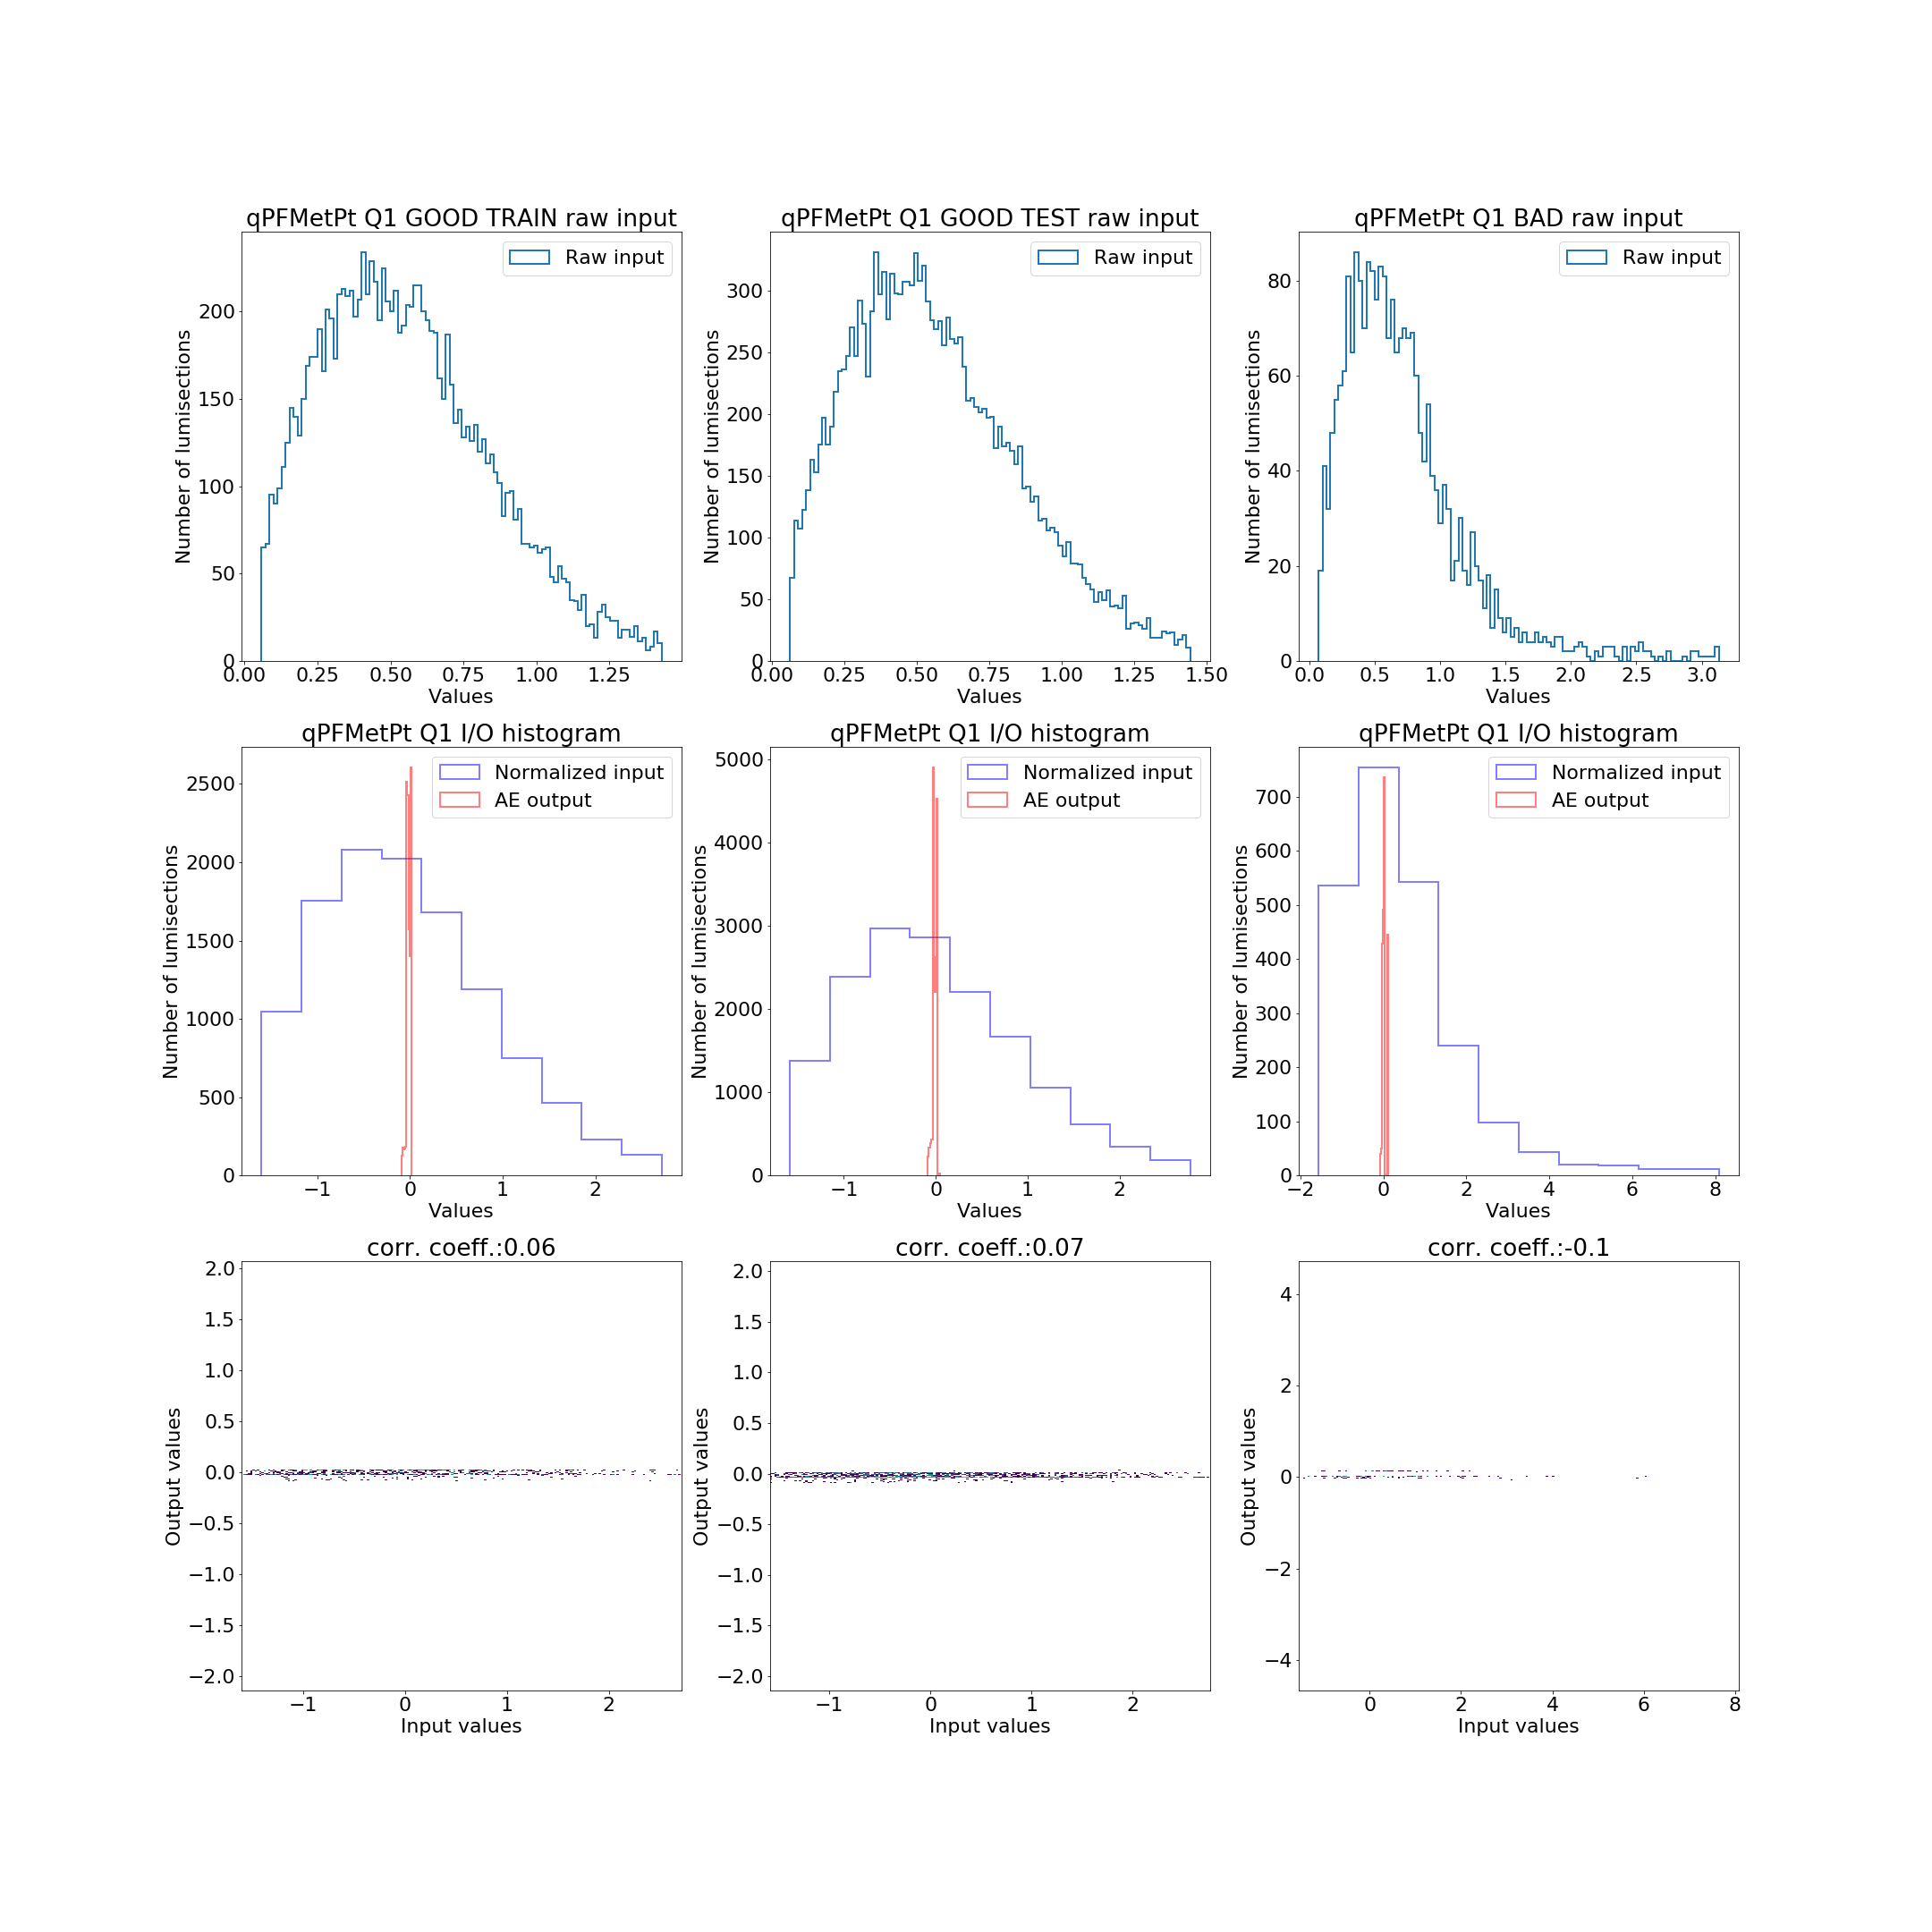 qPFMetPt Q1 GOOD TRAIN raw input
Raw input
Number of lumisections
200
150
100
50
0
0.00 0.25 0.50 0.75 1.00 1.25
Values
qPFMetPt Q1 GOOD TEST raw input
Raw input
Number of lumisections
300
250
200
150
100
50
0
0.00 0.25 0.50 0.75 1.00 1.25 1.50
Values
qPFMetPt Q1 BAD raw input
Raw input
Number of lumisections
80
60
40
20
0
0.0 0.5 1.0 1.5 2.0 2.5 3.0
Values
qPFMetPt Q1 I/O histogram
Normalized input
AE output
Number of lumisections
2500
2000
1500
1000
500
0
−1 0 1 2
Values
qPFMetPt Q1 I/O histogram
Normalized input
AE output
Number of lumisections
5000
4000
3000
2000
1000
0
−1 0 1 2
Values
qPFMetPt Q1 I/O histogram
Normalized input
AE output
Number of lumisections
700
600
500
400
300
200
100
0
−2 0 2 4 6 8
Values
corr. coeff.:0.06
Output values
2.0
1.5
1.0
0.5
0.0
−0.5
−1.0
−1.5
−2.0
−1 0 1 2
Input values
corr. coeff.:0.07
Output values
2.0
1.5
1.0
0.5
0.0
−0.5
−1.0
−1.5
−2.0
−1 0 1 2
Input values
corr. coeff.:-0.1
Output values
4
2
0
−2
−4
0 2 4 6 8
Input values